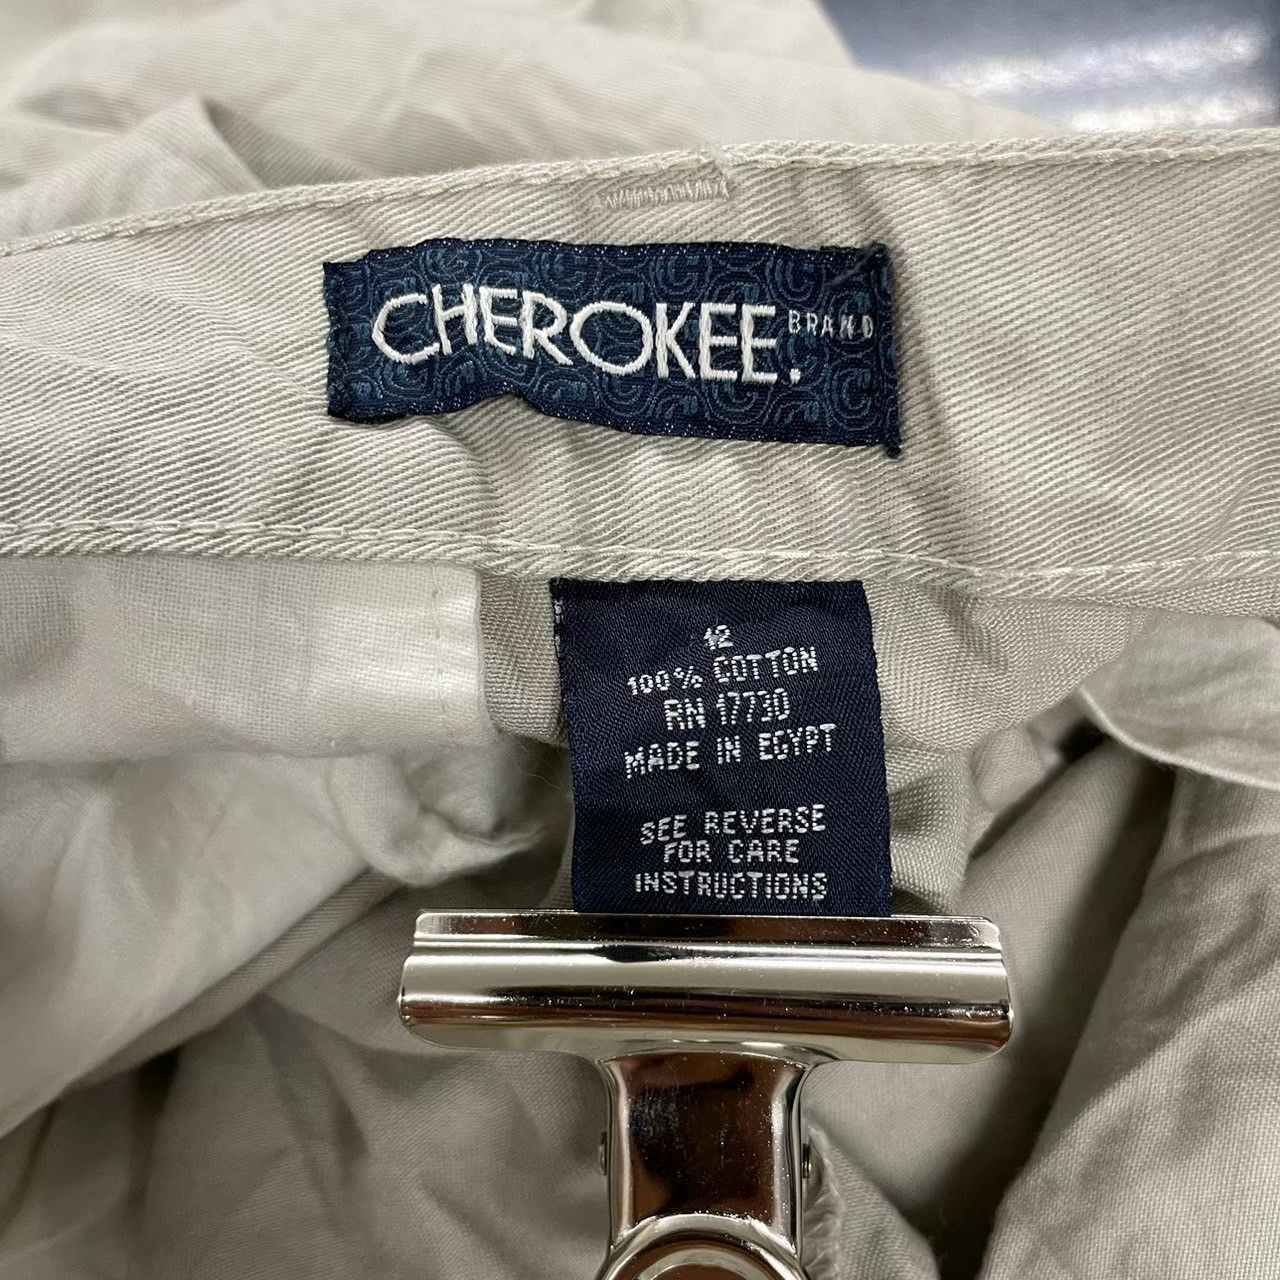 CHEROKEE. BRAND
12
100% COTTON
RN 17730
MADE IN EGYPT
SEE REVERSE
FOR CARE
INSTRUCTIONS